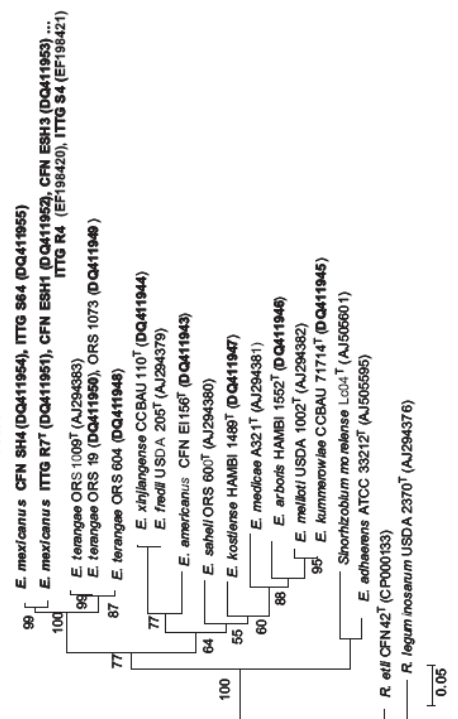 E. mexicanus CFN SH4 (DQ411954), ITTG S64 (DQ411955)
E. mexicanus ITTG R7ᵀ (DQ411951), CFN ESH1 (DQ411952), CFN ESH3 (DQ411953) ...
ITTG R4 (EF198420), ITTG S4 (EF198421)
E. terangae ORS 1009ᵀ (AJ294383)
E. terangae ORS 19 (DQ411950), ORS 1073 (DQ411949)
E. terangae ORS 604 (DQ411948)
E. xinjiangense CCBAU 110ᵀ (DQ411944)
E. fredii USDA 205ᵀ (AJ294379)
E. americanus CFN EI156ᵀ (DQ411943)
E. saheli ORS 600ᵀ (AJ294380)
E. kostiense HAMBI 1489ᵀ (DQ411947)
E. medicae A321ᵀ (AJ294381)
E. arboris HAMBI 1552ᵀ (DQ411946)
E. meliloti USDA 1002ᵀ (AJ294382)
E. kummerowiae CCBAU 71714ᵀ (DQ411945)
Sinorhizobium morelense Lc04ᵀ (AJ505601)
E. adhaerens ATCC 33212ᵀ (AJ505595)
R. etli CFN42ᵀ (CP000133)
R. leguminosarum USDA 2370ᵀ (AJ294376)
99
100
99
87
77
77
64
55
60
88
95
100
0.05